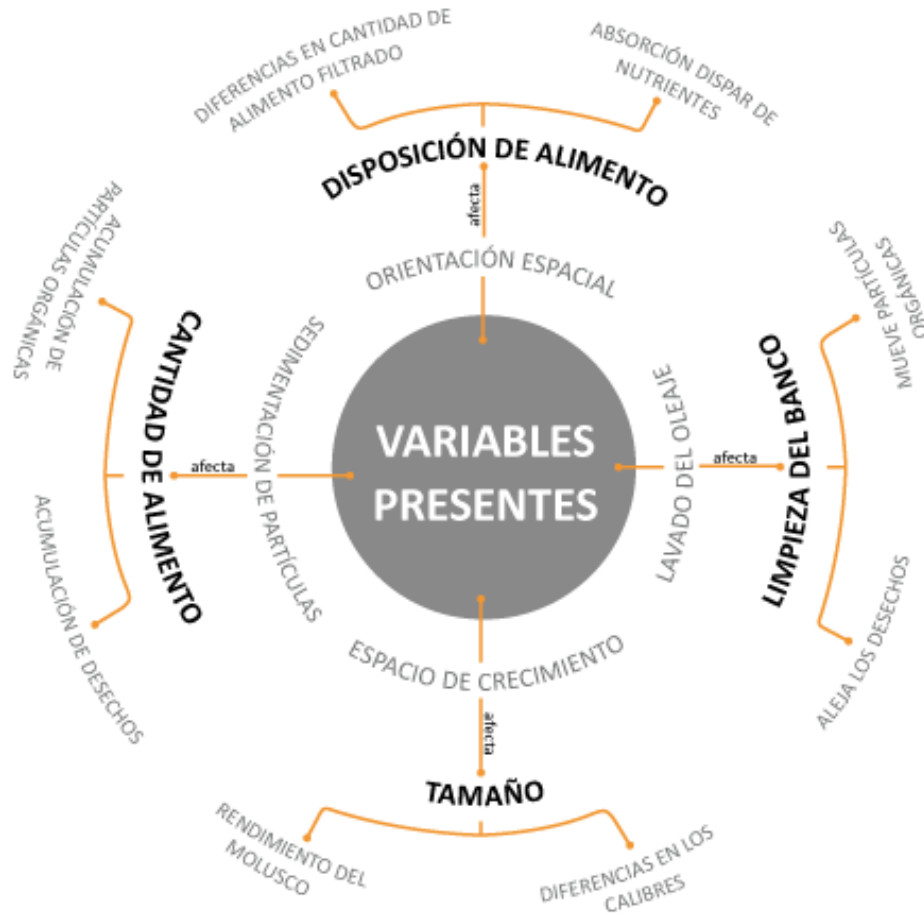 DIFERENCIAS EN CANTIDAD DE
ALIMENTO FILTRADO
ABSORCIÓN DISPAR DE
NUTRIENTES
DISPOSICIÓN DE ALIMENTO
afecta
ORIENTACIÓN ESPACIAL
ACUMULACIÓN DE
PARTÍCULAS ORGÁNICAS
CANTIDAD DE ALIMENTO
afecta
SEDIMENTACIÓN DE PARTÍCULAS
ACUMULACIÓN DE DESECHOS
VARIABLES
PRESENTES
LAVADO DEL OLEAJE
afecta
LIMPIEZA DEL BANCO
MUEVE PARTÍCULAS
ORGÁNICAS
ALEJA LOS DESECHOS
ESPACIO DE CRECIMIENTO
afecta
TAMAÑO
RENDIMIENTO DEL
MOLUSCO
DIFERENCIAS EN LOS
CALIBRES